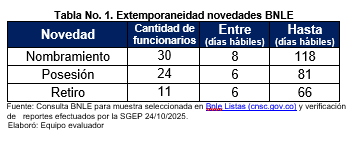 Tabla No. 1. Extemporaneidad novedades BNLE
Novedad Cantidad de funcionarios Entre (días hábiles) Hasta (días hábiles)
Nombramiento 30 8 118
Posesión 24 6 81
Retiro 11 6 66
Fuente: Consulta BNLE para muestra seleccionada en Bnle Listas (cnsc.gov.co) y verificación
de reportes efectuados por la SGEP 24/10/2025.
Elaboró: Equipo evaluador